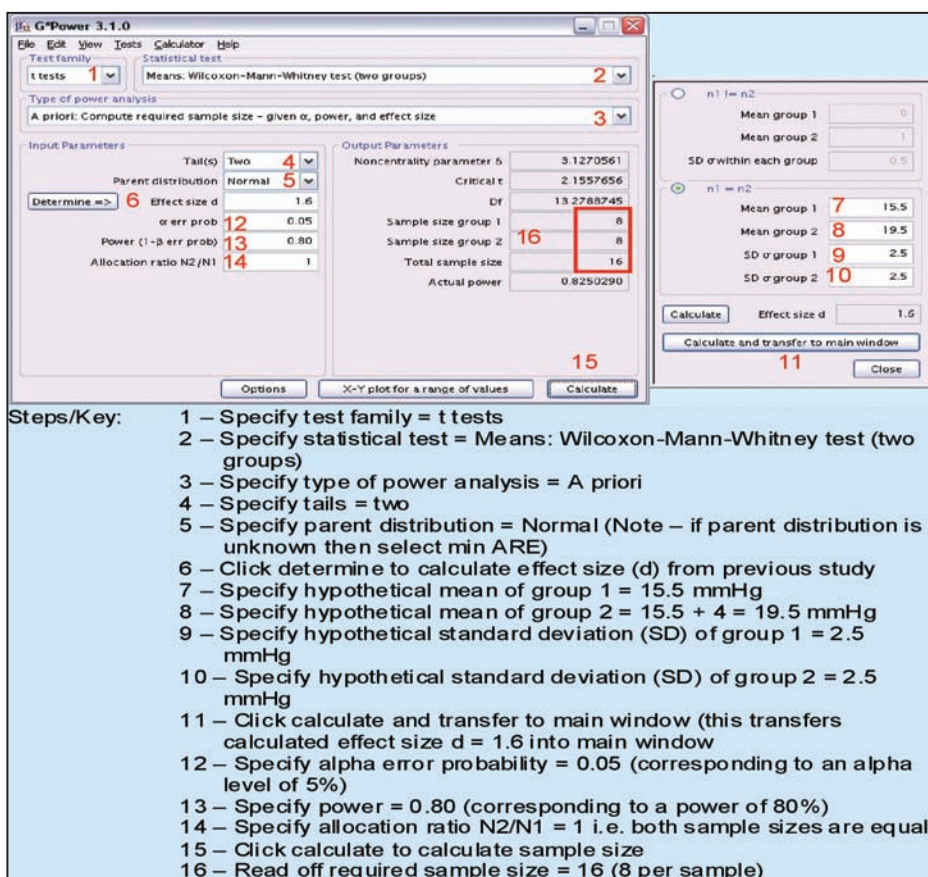 G*Power 3.1.0
File Edit View Tests Calculator Help
Test family
Statistical test
t tests 1
Means: Wilcoxon-Mann-Whitney test (two groups) 2
Type of power analysis
A priori: Compute required sample size – given α, power, and effect size 3
Input Parameters
Tail(s) Two 4
Parent distribution Normal 5
Determine => 6 Effect size d 1.6
α err prob 12 0.05
Power (1-β err prob) 13 0.80
Allocation ratio N2/N1 14 1
Output Parameters
Noncentrality parameter δ 3.1270561
Critical t 2.1557656
Df 13.2788745
Sample size group 1 8
Sample size group 2 16 8
Total sample size 16
Actual power 0.8250290
15
Options
X-Y plot for a range of values
Calculate
n1 != n2
Mean group 1 0
Mean group 2 1
SD σ within each group 0.5
n1 = n2
Mean group 1 7 15.5
Mean group 2 8 19.5
SD σ group 1 9 2.5
SD σ group 2 10 2.5
Calculate Effect size d 1.6
Calculate and transfer to main window
11
Close
Steps/Key: 1 – Specify test family = t tests
2 – Specify statistical test = Means: Wilcoxon-Mann-Whitney test (two
groups)
3 – Specify type of power analysis = A priori
4 – Specify tails = two
5 – Specify parent distribution = Normal (Note – if parent distribution is
unknown then select min ARE)
6 – Click determine to calculate effect size (d) from previous study
7 – Specify hypothetical mean of group 1 = 15.5 mmHg
8 – Specify hypothetical mean of group 2 = 15.5 + 4 = 19.5 mmHg
9 – Specify hypothetical standard deviation (SD) of group 1 = 2.5
mmHg
10 – Specify hypothetical standard deviation (SD) of group 2 = 2.5
mmHg
11 – Click calculate and transfer to main window (this transfers
calculated effect size d = 1.6 into main window
12 – Specify alpha error probability = 0.05 (corresponding to an alpha
level of 5%)
13 – Specify power = 0.80 (corresponding to a power of 80%)
14 – Specify allocation ratio N2/N1 = 1 i.e. both sample sizes are equal
15 – Click calculate to calculate sample size
16 – Read off required sample size = 16 (8 per sample)